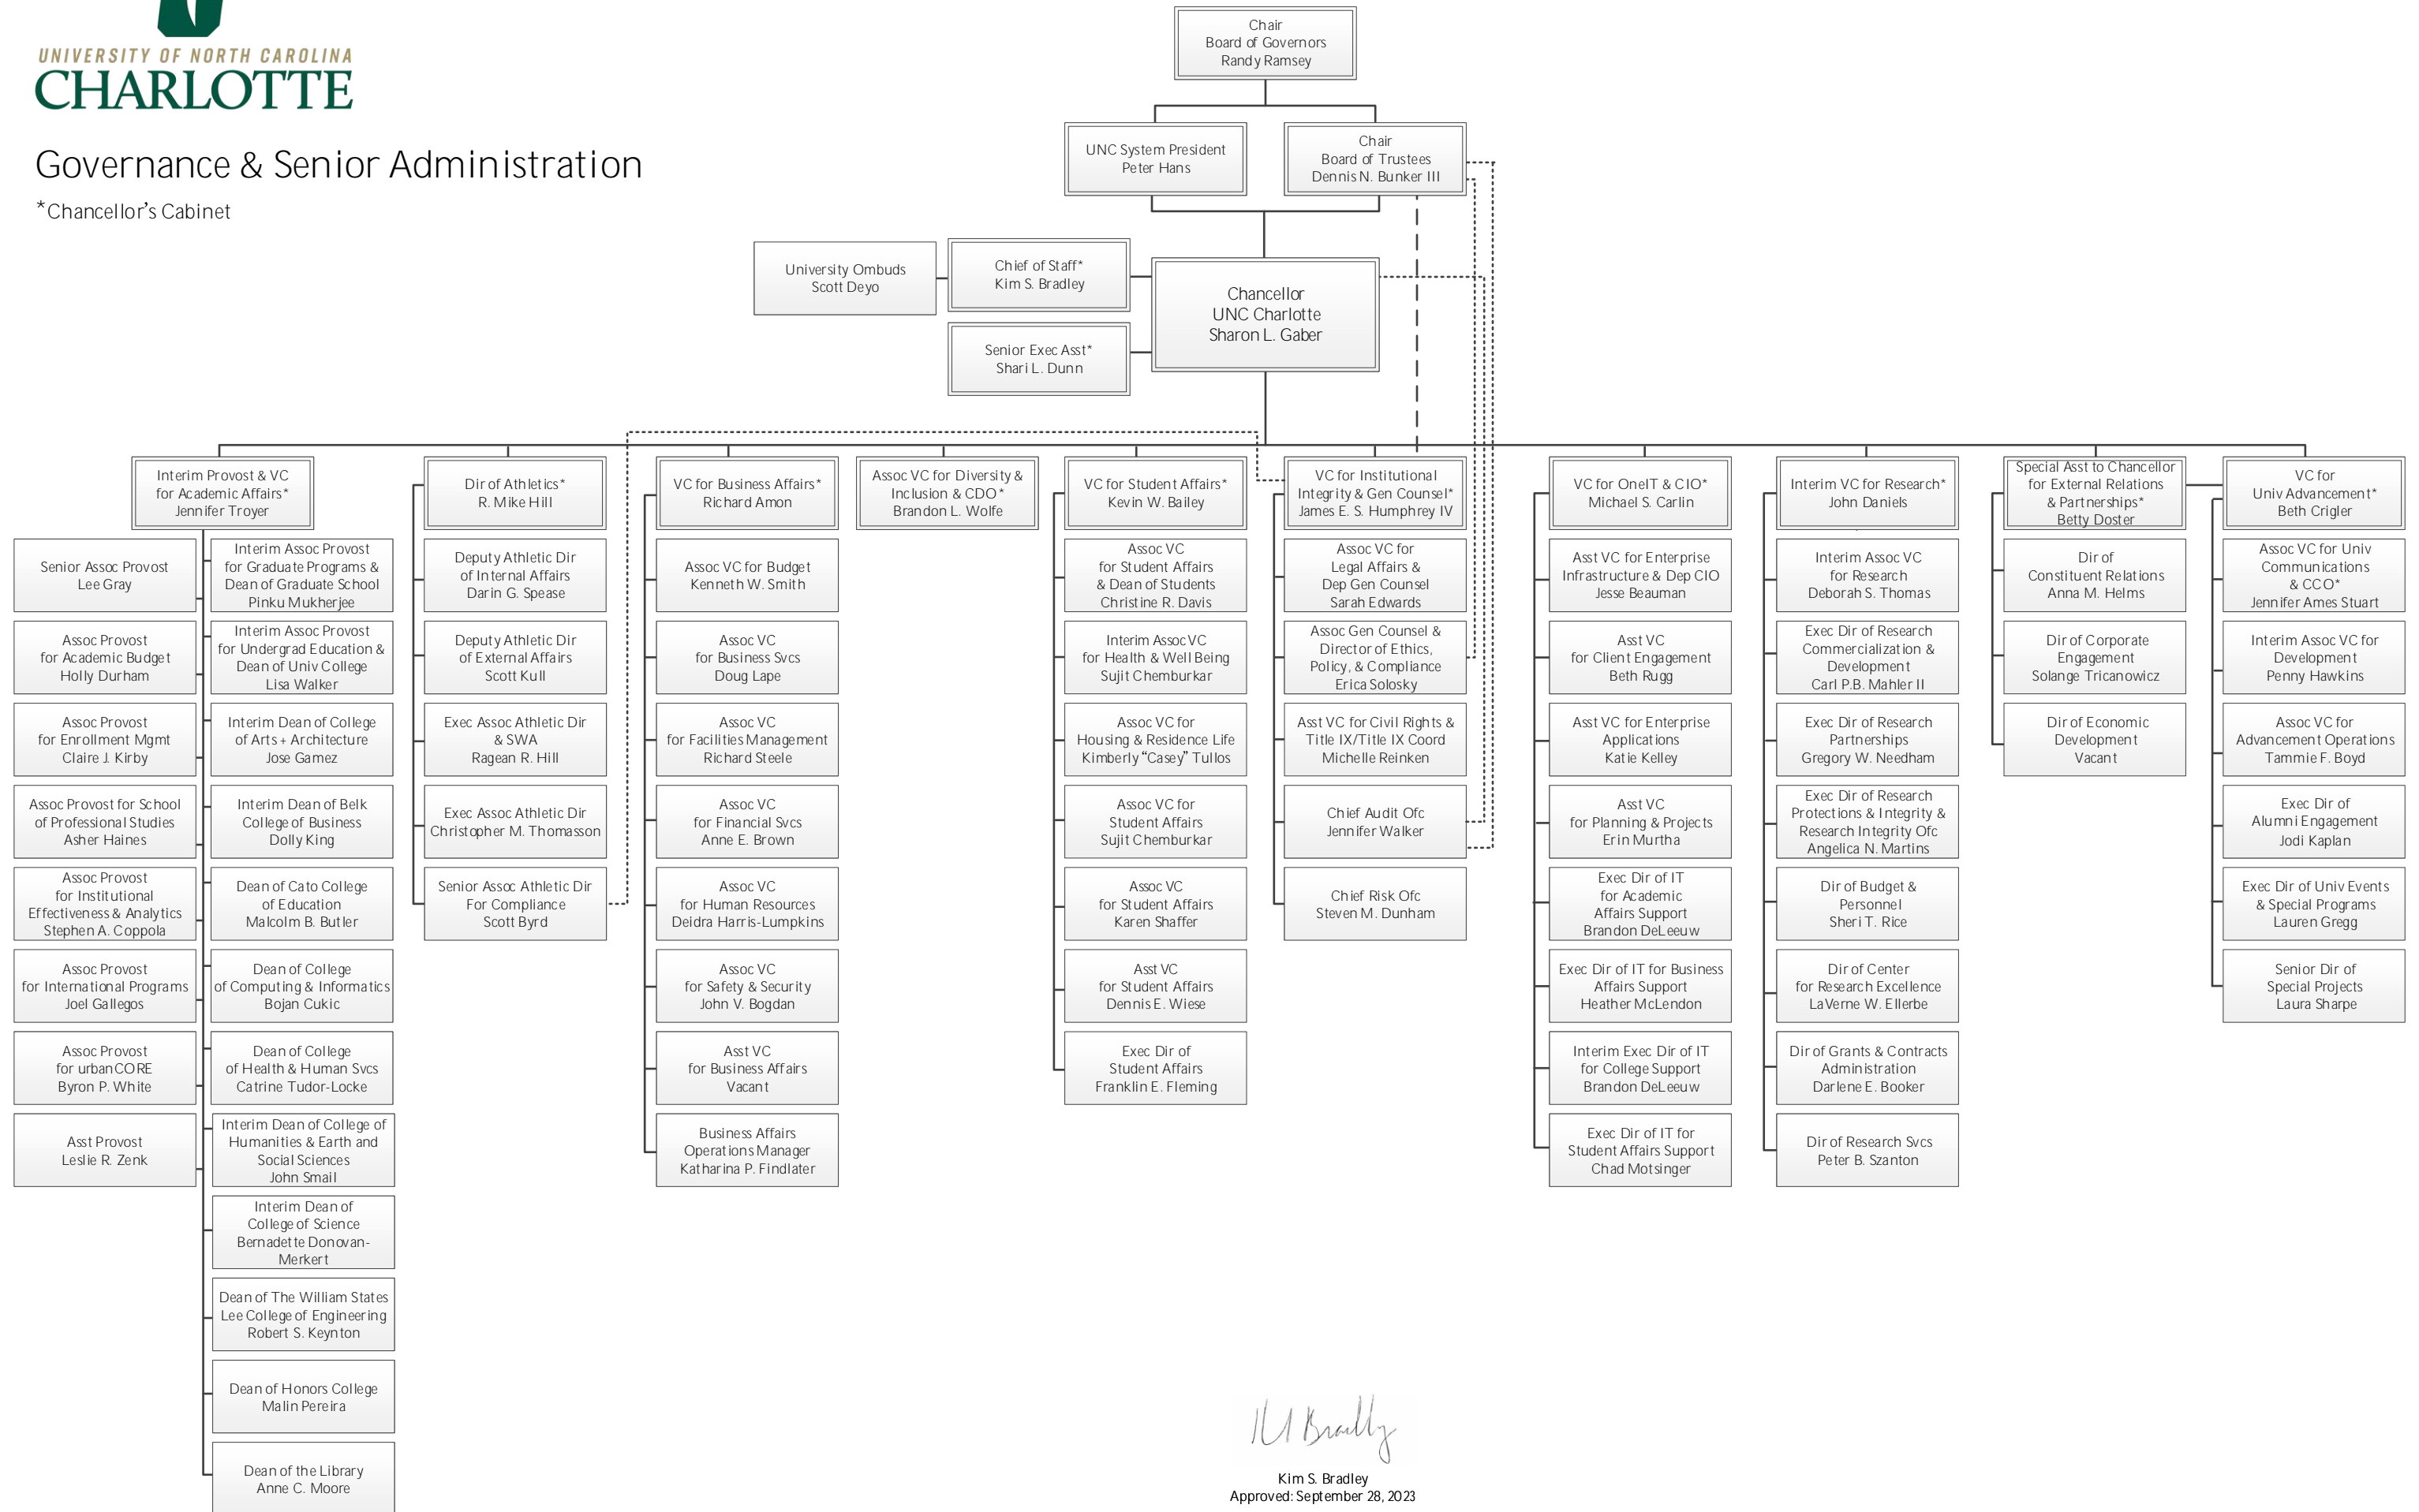 UNIVERSITY OF NORTH CAROLINA
CHARLOTTE
Governance & Senior Administration
*Chancellor’s Cabinet
Chair
Board of Governors
Randy Ramsey
UNC System President
Peter Hans
Chair
Board of Trustees
Dennis N. Bunker III
University Ombuds
Scott Deyo
Chief of Staff*
Kim S. Bradley
Senior Exec Asst*
Shari L. Dunn
Chancellor
UNC Charlotte
Sharon L. Gaber
Interim Provost & VC
for Academic Affairs*
Jennifer Troyer
Senior Assoc Provost
Lee Gray
Assoc Provost
for Academic Budget
Holly Durham
Assoc Provost
for Enrollment Mgmt
Claire J. Kirby
Assoc Provost for School
of Professional Studies
Asher Haines
Assoc Provost
for Institutional
Effectiveness & Analytics
Stephen A. Coppola
Assoc Provost
for International Programs
Joel Gallegos
Assoc Provost
for urbanCORE
Byron P. White
Asst Provost
Leslie R. Zenk
Interim Assoc Provost
for Graduate Programs &
Dean of Graduate School
Pinku Mukherjee
Interim Assoc Provost
for Undergrad Education &
Dean of Univ College
Lisa Walker
Interim Dean of College
of Arts + Architecture
Jose Gamez
Interim Dean of Belk
College of Business
Dolly King
Dean of Cato College
of Education
Malcolm B. Butler
Dean of College
of Computing & Informatics
Bojan Cukic
Dean of College
of Health & Human Svcs
Catrine Tudor-Locke
Interim Dean of College of
Humanities & Earth and
Social Sciences
John Smail
Interim Dean of
College of Science
Bernadette Donovan-
Merkert
Dean of The William States
Lee College of Engineering
Robert S. Keynton
Dean of Honors College
Malin Pereira
Dean of the Library
Anne C. Moore
Dir of Athletics*
R. Mike Hill
Deputy Athletic Dir
of Internal Affairs
Darin G. Spease
Deputy Athletic Dir
of External Affairs
Scott Kull
Exec Assoc Athletic Dir
& SWA
Ragean R. Hill
Exec Assoc Athletic Dir
Christopher M. Thomasson
Senior Assoc Athletic Dir
For Compliance
Scott Byrd
VC for Business Affairs*
Richard Amon
Assoc VC for Budget
Kenneth W. Smith
Assoc VC
for Business Svcs
Doug Lape
Assoc VC
for Facilities Management
Richard Steele
Assoc VC
for Financial Svcs
Anne E. Brown
Assoc VC
for Human Resources
Deidra Harris-Lumpkins
Assoc VC
for Safety & Security
John V. Bogdan
Asst VC
for Business Affairs
Vacant
Business Affairs
Operations Manager
Katharina P. Findlater
Assoc VC for Diversity &
Inclusion & CDO*
Brandon L. Wolfe
VC for Student Affairs*
Kevin W. Bailey
Assoc VC
for Student Affairs
& Dean of Students
Christine R. Davis
Interim Assoc VC
for Health & Well Being
Sujit Chemburkar
Assoc VC for
Housing & Residence Life
Kimberly “Casey” Tullos
Assoc VC for
Student Affairs
Sujit Chemburkar
Assoc VC
for Student Affairs
Karen Shaffer
Asst VC
for Student Affairs
Dennis E. Wiese
Exec Dir of
Student Affairs
Franklin E. Fleming
VC for Institutional
Integrity & Gen Counsel*
James E. S. Humphrey IV
Assoc VC for
Legal Affairs &
Dep Gen Counsel
Sarah Edwards
Assoc Gen Counsel &
Director of Ethics,
Policy, & Compliance
Erica Solosky
Asst VC for Civil Rights &
Title IX/Title IX Coord
Michelle Reinken
Chief Audit Ofc
Jennifer Walker
Chief Risk Ofc
Steven M. Dunham
VC for OneIT & CIO*
Michael S. Carlin
Asst VC for Enterprise
Infrastructure & Dep CIO
Jesse Beauman
Asst VC
for Client Engagement
Beth Rugg
Asst VC for Enterprise
Applications
Katie Kelley
Asst VC
for Planning & Projects
Erin Murtha
Exec Dir of IT
for Academic
Affairs Support
Brandon DeLeeuw
Exec Dir of IT for Business
Affairs Support
Heather McLendon
Interim Exec Dir of IT
for College Support
Brandon DeLeeuw
Exec Dir of IT for
Student Affairs Support
Chad Motsinger
Interim VC for Research*
John Daniels
Interim Assoc VC
for Research
Deborah S. Thomas
Exec Dir of Research
Commercialization &
Development
Carl P.B. Mahler II
Exec Dir of Research
Partnerships
Gregory W. Needham
Exec Dir of Research
Protections & Integrity &
Research Integrity Ofc
Angelica N. Martins
Dir of Budget &
Personnel
Sheri T. Rice
Dir of Center
for Research Excellence
LaVerne W. Ellerbe
Dir of Grants & Contracts
Administration
Darlene E. Booker
Dir of Research Svcs
Peter B. Szanton
Special Asst to Chancellor
for External Relations
& Partnerships*
Betty Doster
Dir of
Constituent Relations
Anna M. Helms
Dir of Corporate
Engagement
Solange Tricanowicz
Dir of Economic
Development
Vacant
VC for
Univ Advancement*
Beth Crigler
Assoc VC for Univ
Communications
& CCO*
Jennifer Ames Stuart
Interim Assoc VC for
Development
Penny Hawkins
Assoc VC for
Advancement Operations
Tammie F. Boyd
Exec Dir of
Alumni Engagement
Jodi Kaplan
Exec Dir of Univ Events
& Special Programs
Lauren Gregg
Senior Dir of
Special Projects
Laura Sharpe
Kim S. Bradley
Approved: September 28, 2023